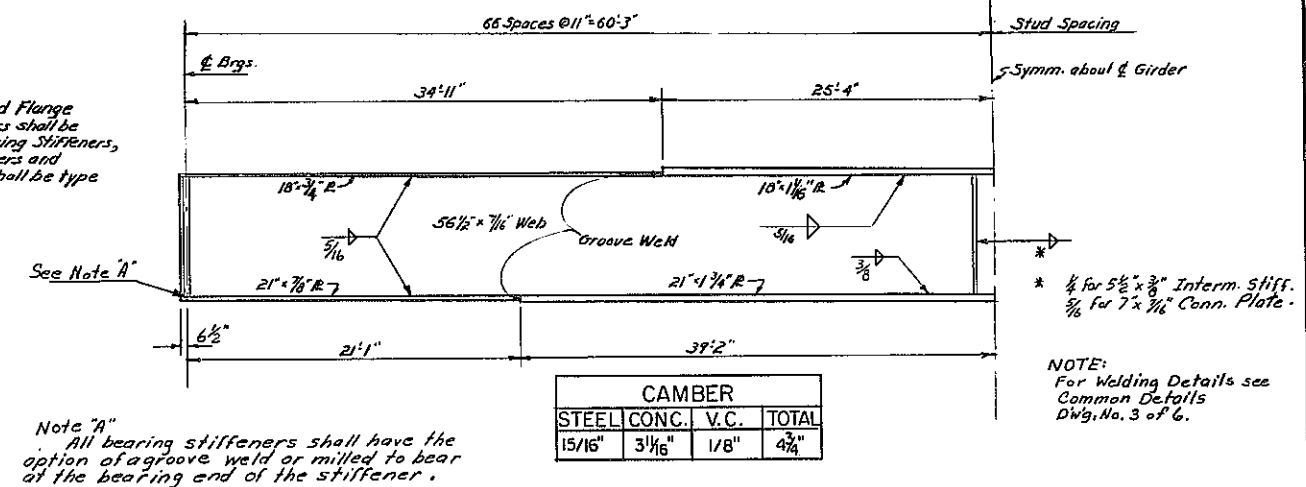 66 Spaces @ 11" = 60'-3"
Stud Spacing
℄ Brgs.
Symm. about ℄ Girder
34'-11"
25'-4"
d Flange
s shall be
ing Stiffeners,
ers and
hall be type
18" × 3/4" ℞
18" × 1 1/16" ℞
56 1/2" × 7/16" Web
5/16
5/16
Groove Weld
3/8
See Note "A"
21" × 7/8" ℞
21" × 1 3/4" ℞
*
* 1/4 for 5 1/2" × 3/8" Interm. Stiff.
5/16 for 7" × 7/16" Conn. Plate.
6 1/2"
21'-1"
39'-2"
NOTE:
For Welding Details see
Common Details
Dwg. No. 3 of 6.
CAMBER
STEEL CONC. V.C. TOTAL
15/16" 3 1/16" 1/8" 4 3/4"
Note "A"
All bearing stiffeners shall have the
option of a groove weld or milled to bear
at the bearing end of the stiffener.